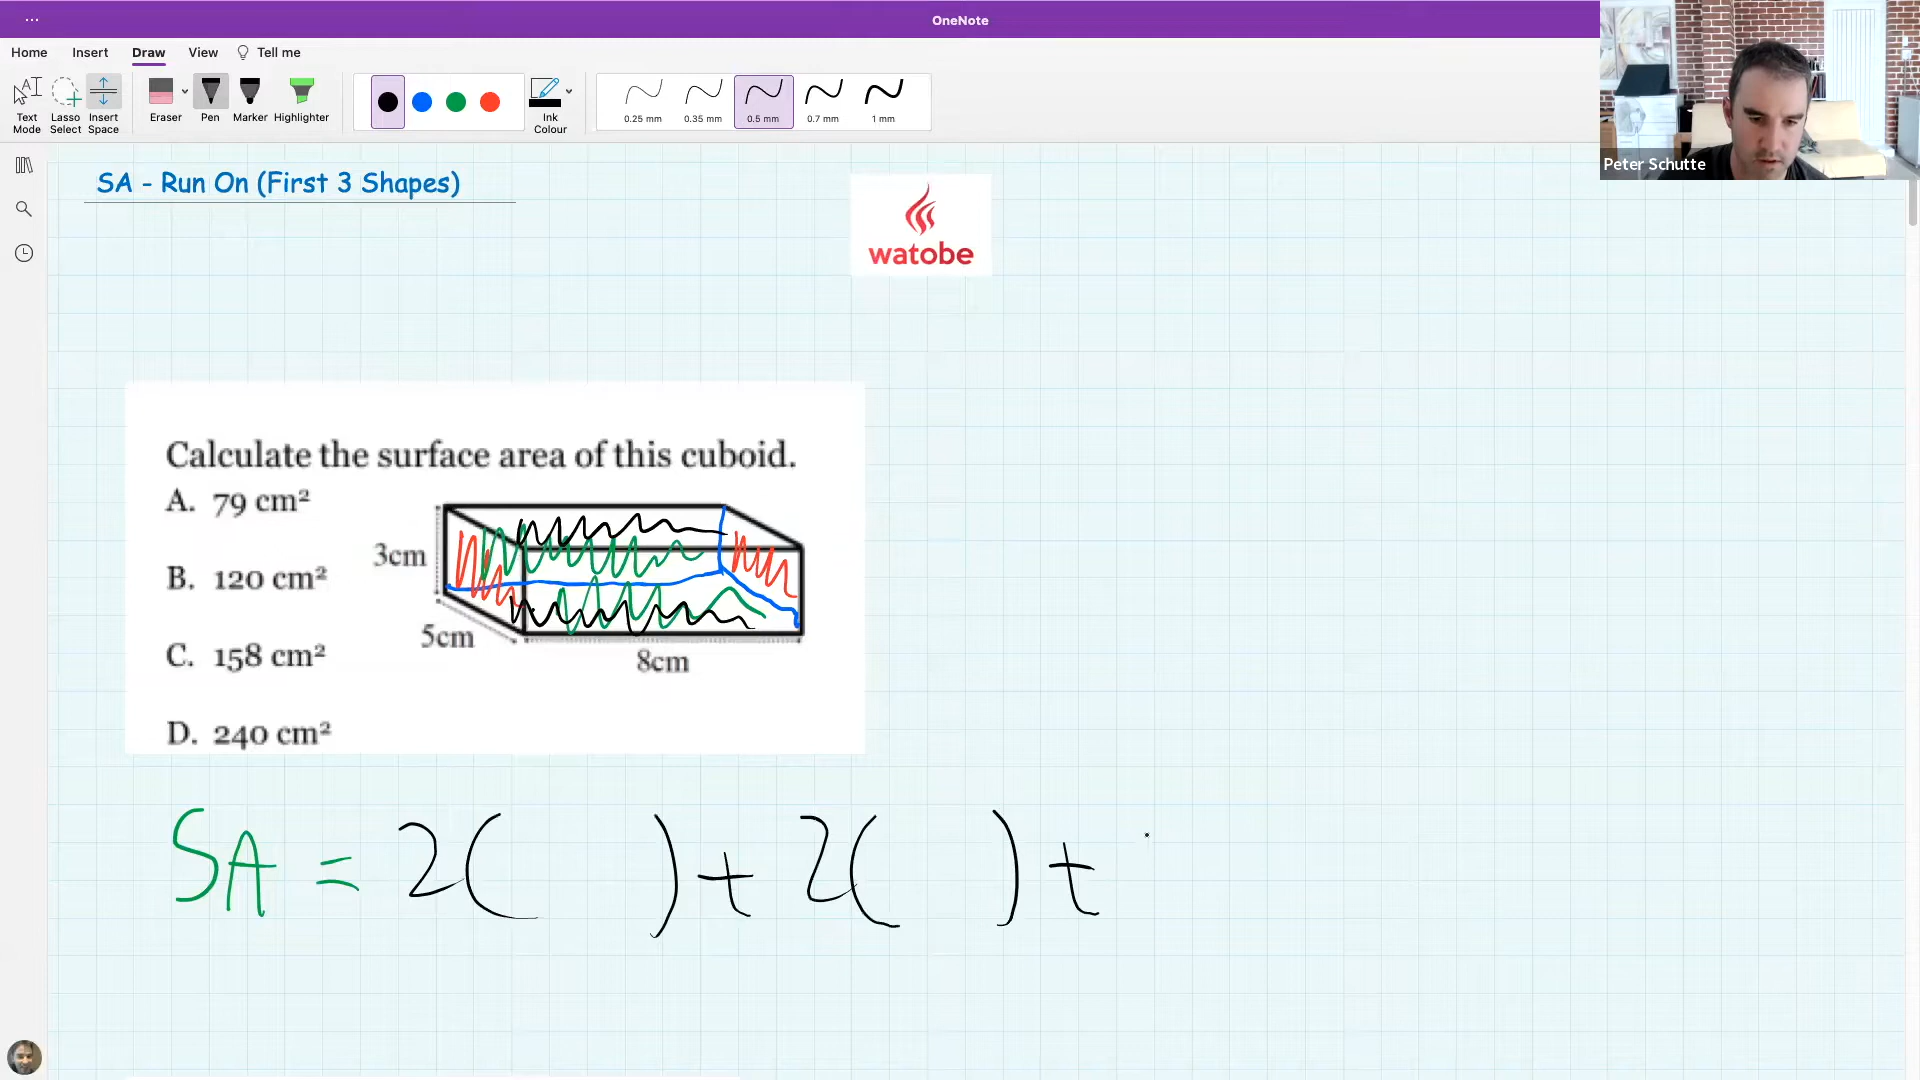 OneNote
Home Insert Draw View Tell me
Text Mode
Lasso Select
Insert Space
Eraser
Pen
Marker
Highlighter
Ink Colour
0.25 mm
0.35 mm
0.5 mm
0.7 mm
1 mm
Peter Schutte
SA - Run On (First 3 Shapes)
watobe
Calculate the surface area of this cuboid.
A. 79 cm²
B. 120 cm²
C. 158 cm²
D. 240 cm²
3cm
5cm
8cm
SA = 2( ) + 2( ) +